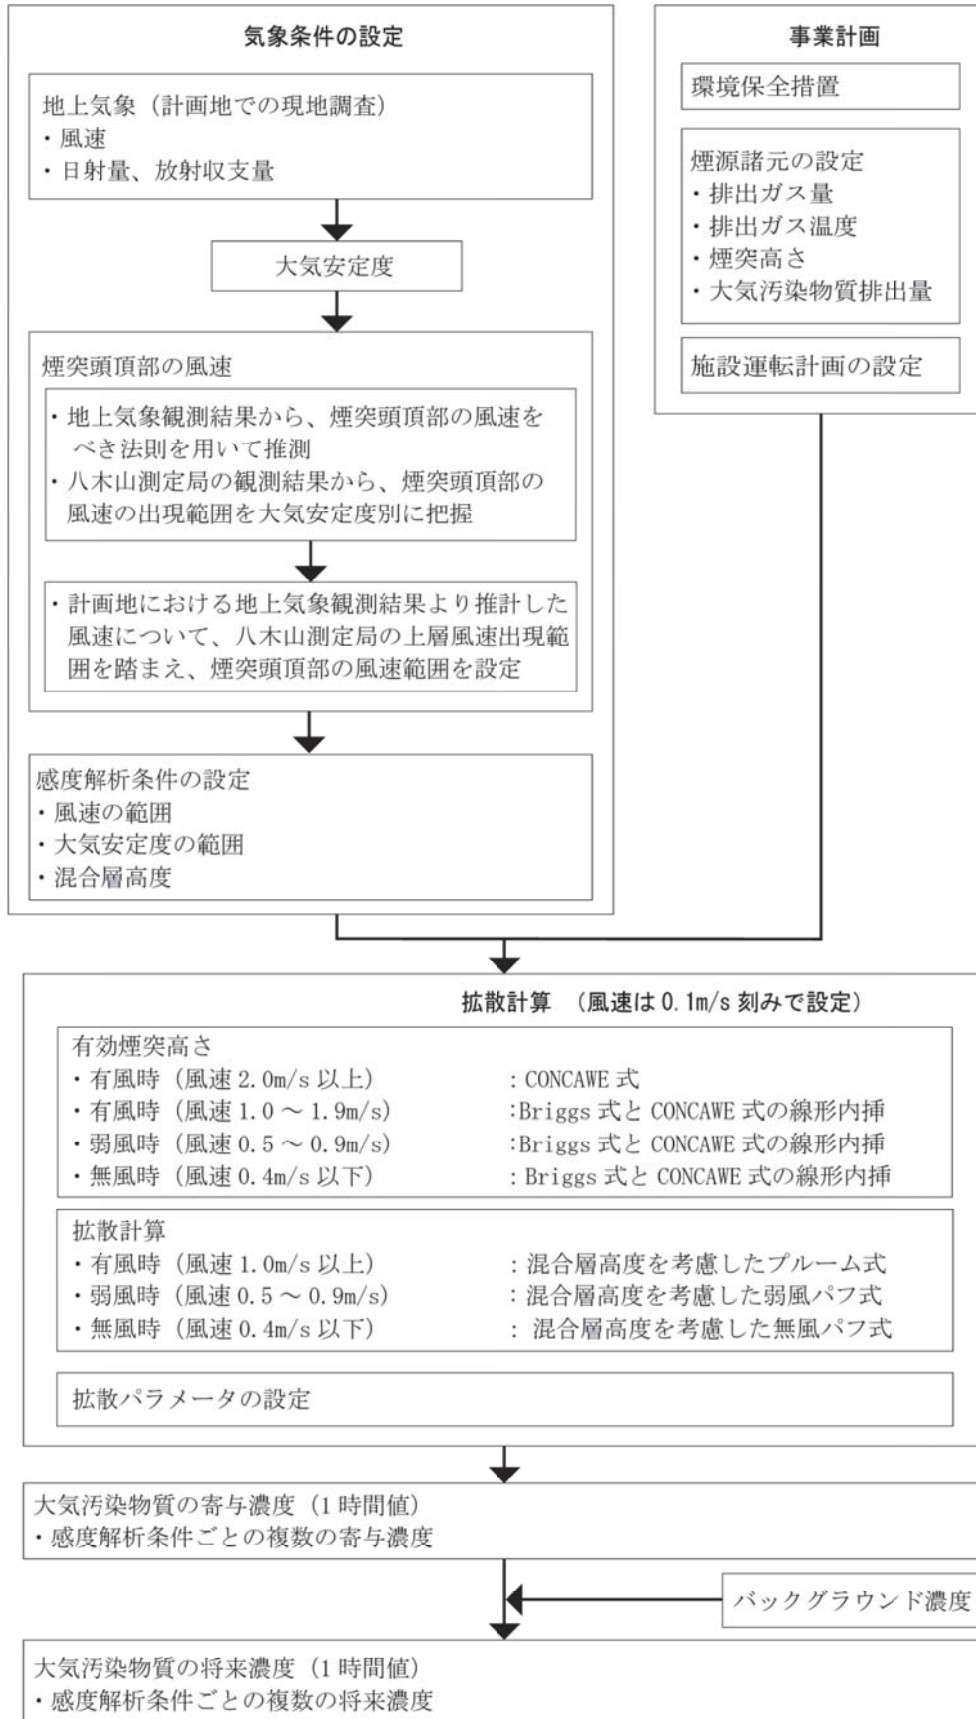 気象条件の設定
地上気象（計画地での現地調査）
・風速
・日射量、放射収支量
大気安定度
煙突頭頂部の風速
・地上気象観測結果から、煙突頭頂部の風速を
べき法則を用いて推測
・八木山測定局の観測結果から、煙突頭頂部の
風速の出現範囲を大気安定度別に把握
・計画地における地上気象観測結果より推計した
風速について、八木山測定局の上層風速出現範
囲を踏まえ、煙突頭頂部の風速範囲を設定
感度解析条件の設定
・風速の範囲
・大気安定度の範囲
・混合層高度
事業計画
環境保全措置
煙源諸元の設定
・排出ガス量
・排出ガス温度
・煙突高さ
・大気汚染物質排出量
施設運転計画の設定
拡散計算　（風速は 0.1m/s 刻みで設定）
有効煙突高さ
・有風時（風速 2.0m/s 以上）　：CONCAWE 式
・有風時（風速 1.0 ～ 1.9m/s）　:Briggs 式と CONCAWE 式の線形内挿
・弱風時（風速 0.5 ～ 0.9m/s）　:Briggs 式と CONCAWE 式の線形内挿
・無風時（風速 0.4m/s 以下）　：Briggs 式と CONCAWE 式の線形内挿
拡散計算
・有風時（風速 1.0m/s 以上）　：混合層高度を考慮したプルーム式
・弱風時（風速 0.5 ～ 0.9m/s）　：混合層高度を考慮した弱風パフ式
・無風時（風速 0.4m/s 以下）　：混合層高度を考慮した無風パフ式
拡散パラメータの設定
大気汚染物質の寄与濃度（1 時間値）
・感度解析条件ごとの複数の寄与濃度
バックグラウンド濃度
大気汚染物質の将来濃度（1 時間値）
・感度解析条件ごとの複数の将来濃度